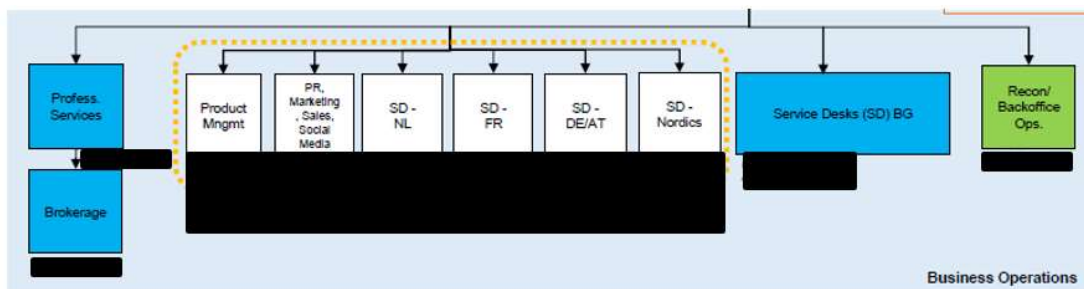 Profess.
Services
Product
Mngmt
PR,
Marketing
, Sales,
Social
Media
SD -
NL
SD -
FR
SD -
DE/AT
SD -
Nordics
Service Desks (SD) BG
Recon/
Backoffice
Ops.
Brokerage
Business Operations